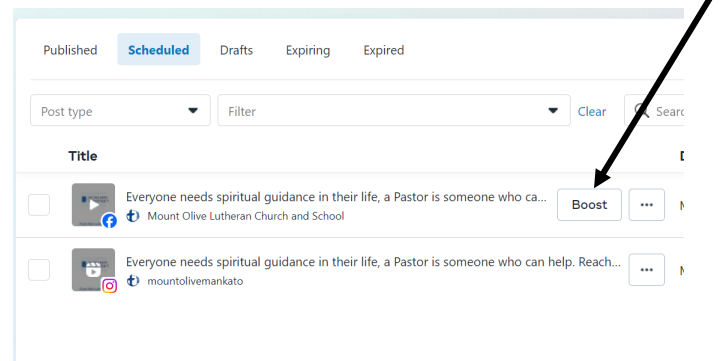 Published Scheduled Drafts Expiring Expired
Post type Filter Clear Searc
Title
Everyone needs spiritual guidance in their life, a Pastor is someone who ca... Boost ...
Mount Olive Lutheran Church and School
Everyone needs spiritual guidance in their life, a Pastor is someone who can help. Reach... ...
mountolivemankato